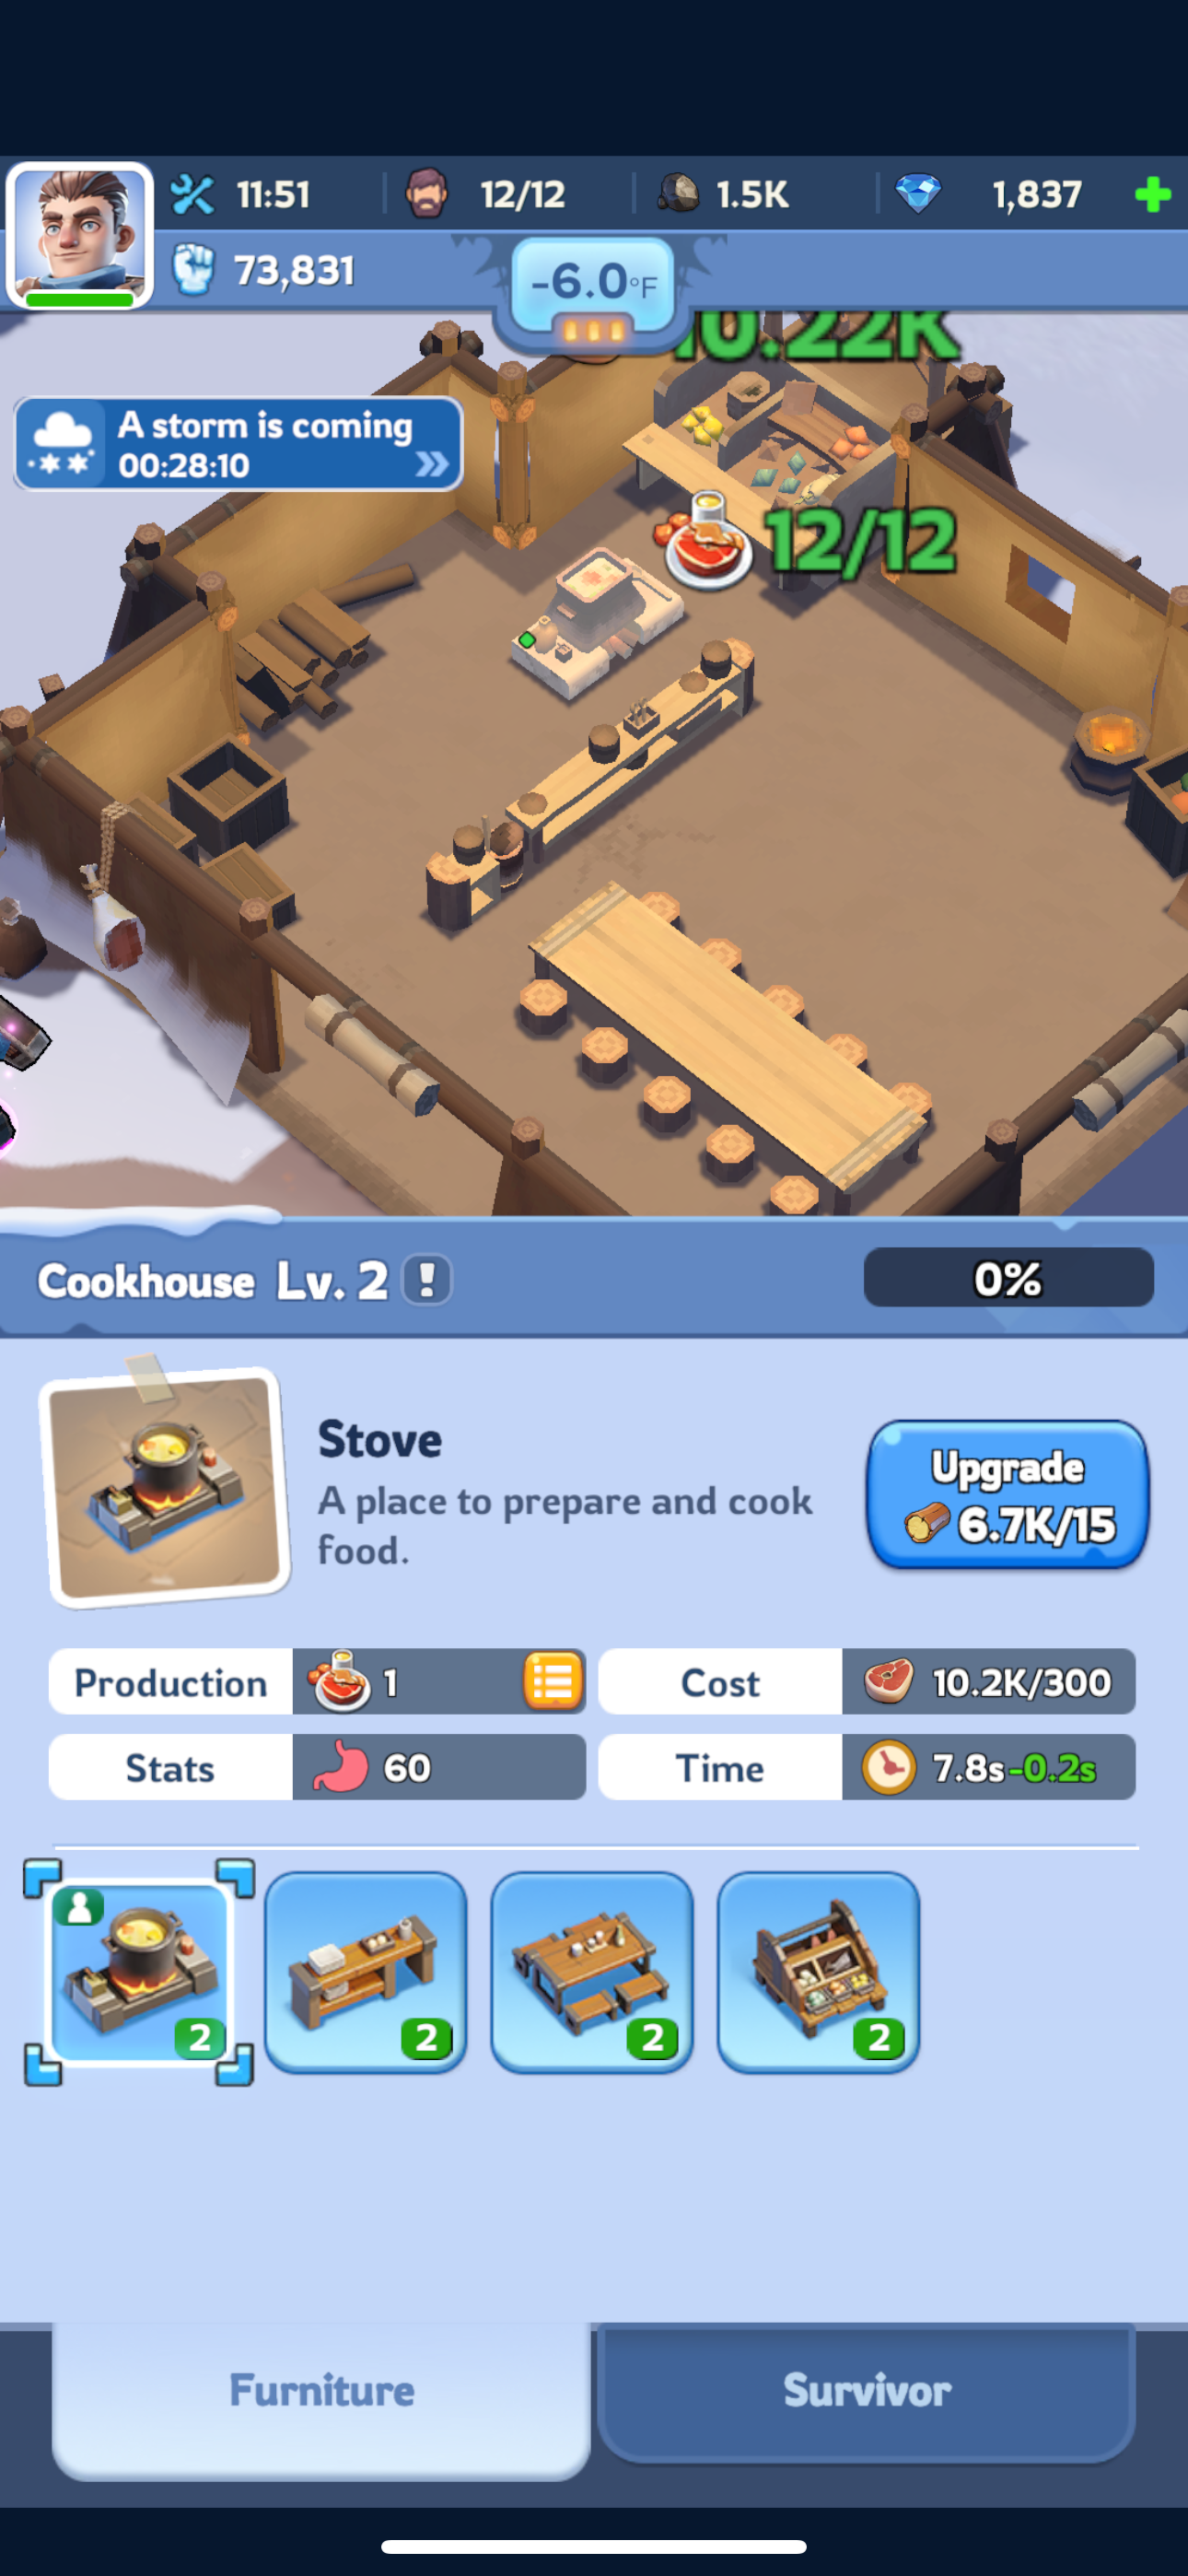 11:51
12/12
1.5K
1,837
73,831
-6.0°F
10.22K
A storm is coming
00:28:10
12/12
Cookhouse Lv. 2 !
0%
Stove
A place to prepare and cook
food.
Upgrade
6.7K/15
Production
1
Cost
10.2K/300
Stats
60
Time
7.8s-0.2s
2
2
2
2
Furniture
Survivor